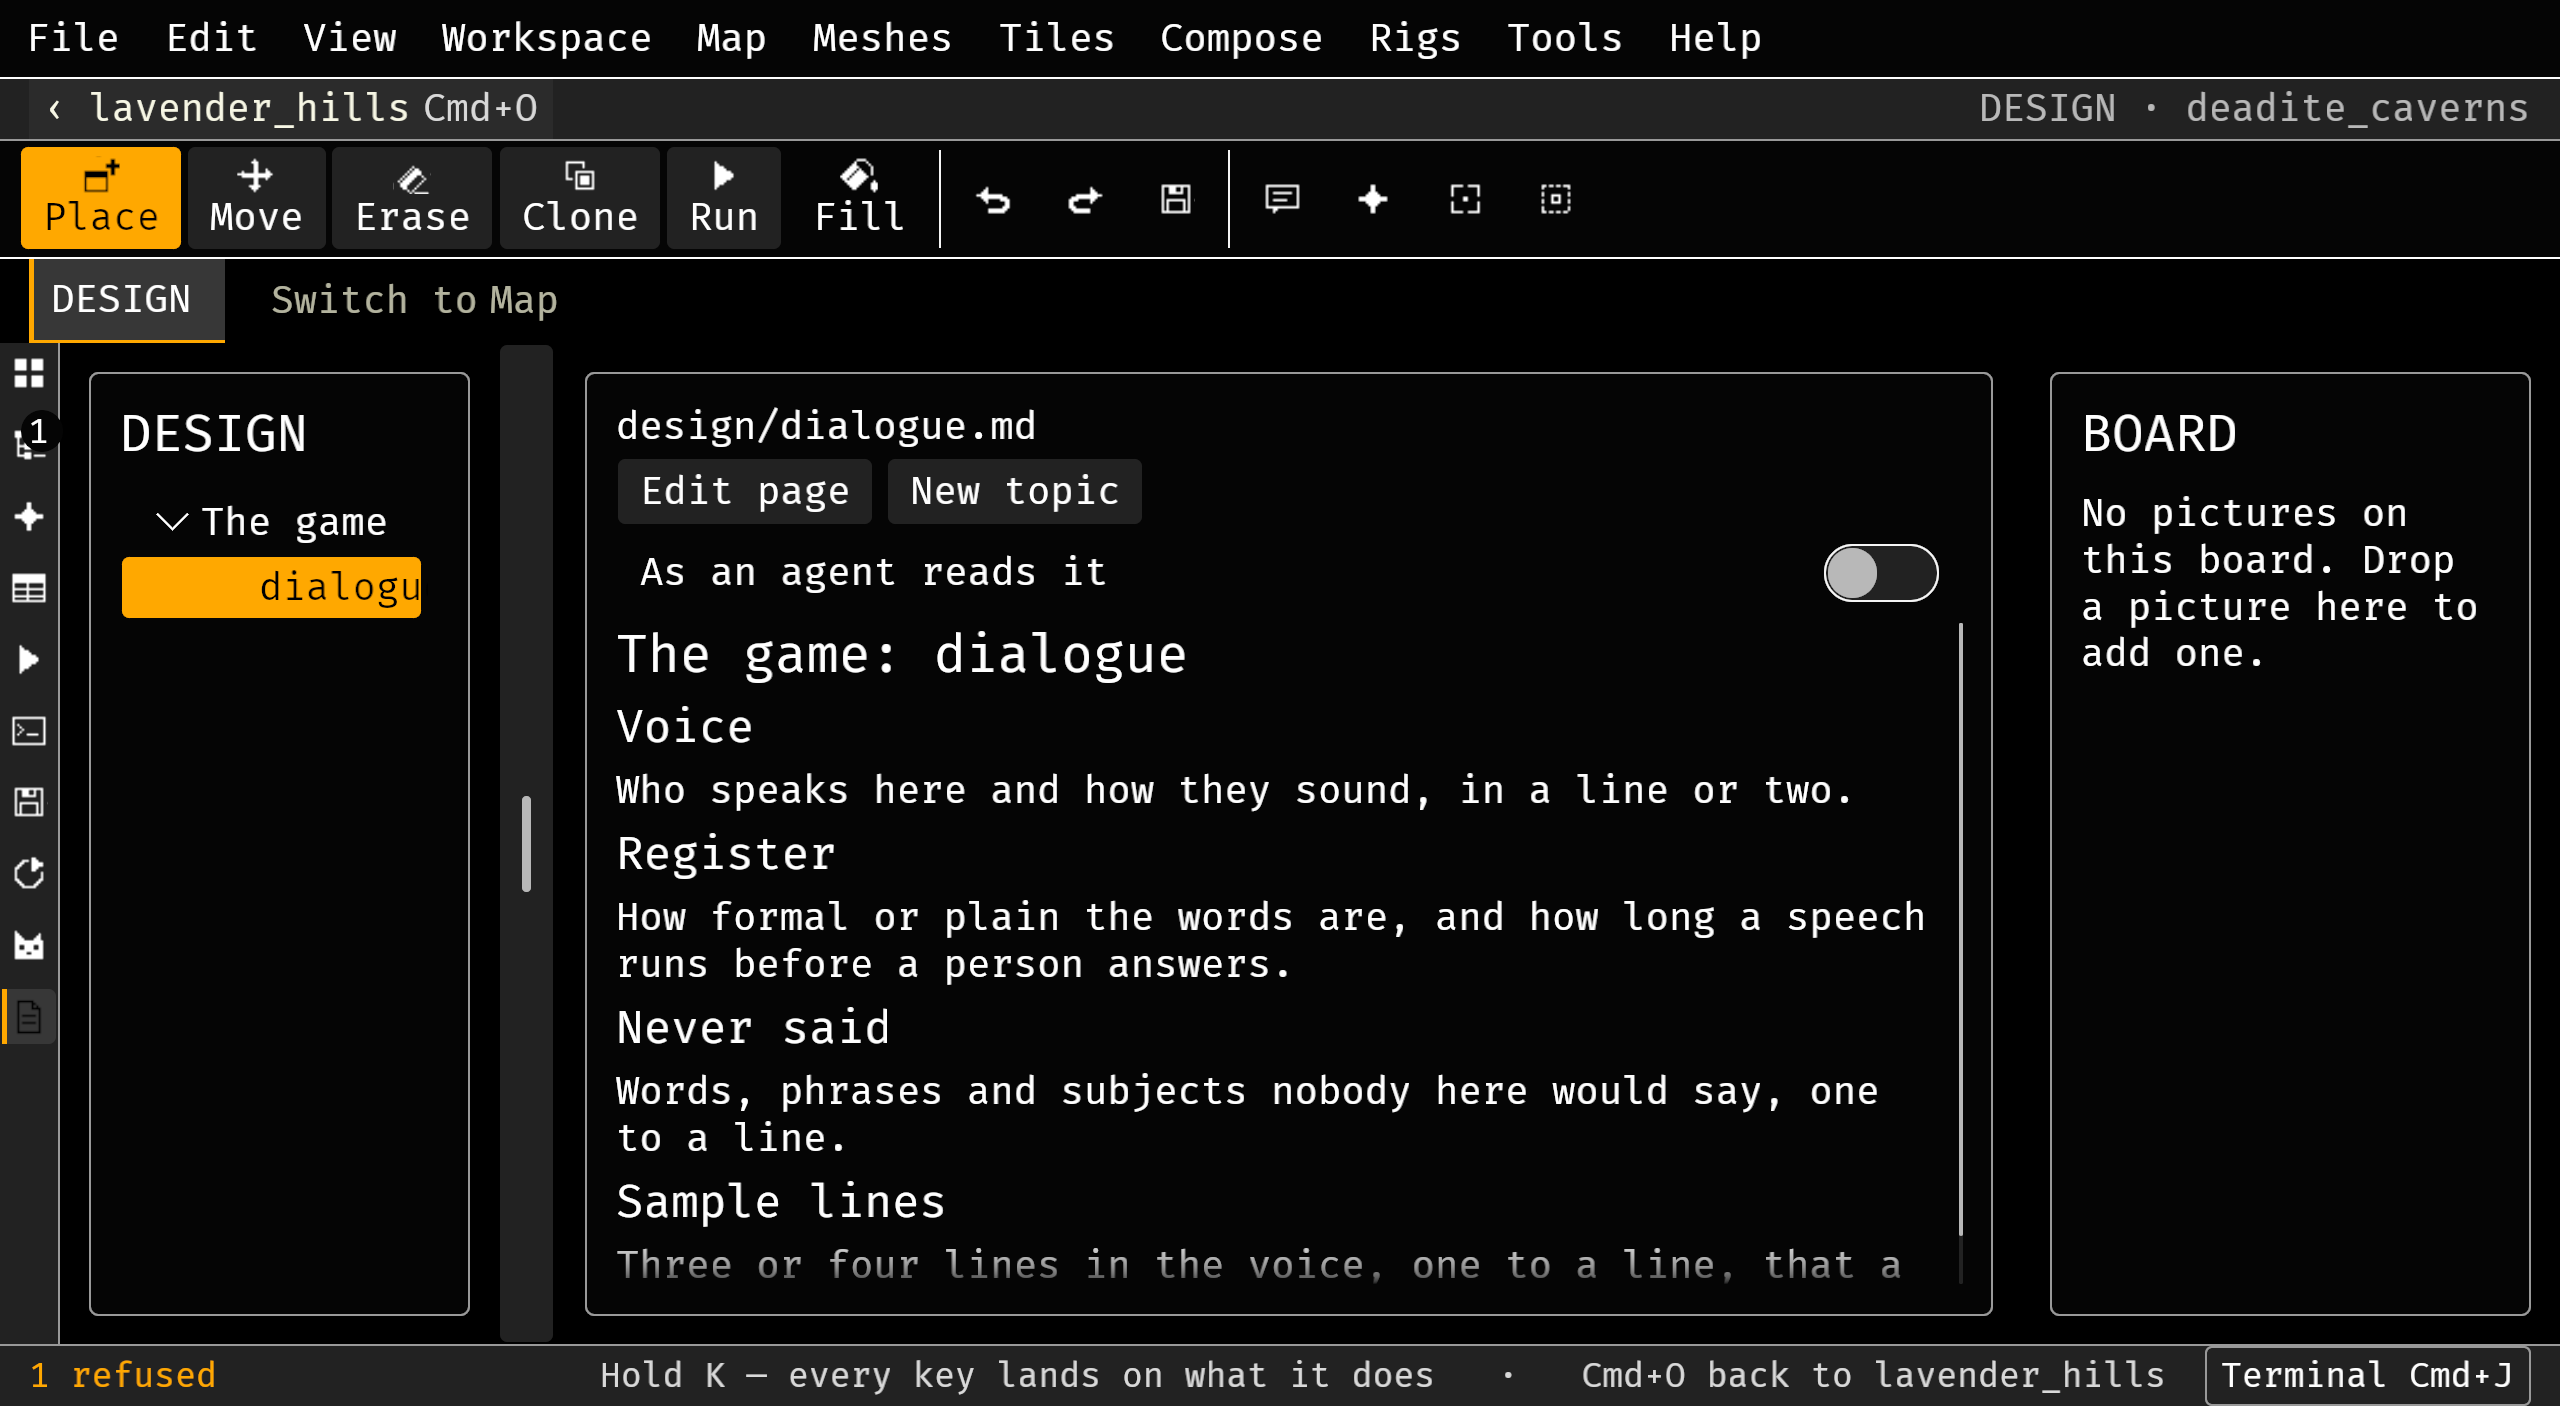 File Edit View Workspace Map Meshes Tiles Compose Rigs Tools Help
‹ lavender_hills Cmd+O
DESIGN · deadite_caverns
Place Move Erase Clone Run Fill
DESIGN Switch to Map
1
DESIGN
The game
dialogu
design/dialogue.md
Edit page New topic
As an agent reads it
The game: dialogue
Voice
Who speaks here and how they sound, in a line or two.
Register
How formal or plain the words are, and how long a speech
runs before a person answers.
Never said
Words, phrases and subjects nobody here would say, one
to a line.
Sample lines
Three or four lines in the voice, one to a line, that a
BOARD
No pictures on
this board. Drop
a picture here to
add one.
1 refused
Hold K — every key lands on what it does · Cmd+O back to lavender_hills
Terminal Cmd+J